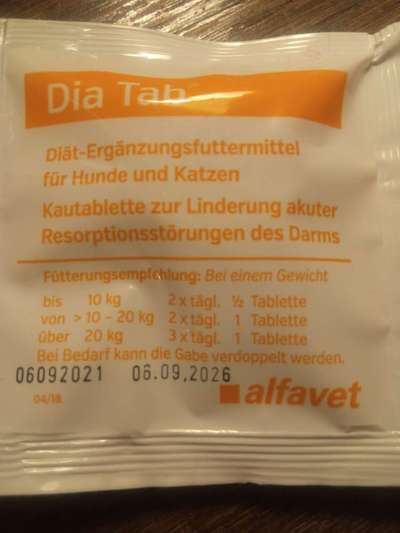 Dia Tab
Diät-Ergänzungsfuttermittel
für Hunde und Katzen
Kautablette zur Linderung akuter
Resorptionsstörungen des Darms
Fütterungsempfehlung: Bei einem Gewicht
bis 10 kg 2 x tägl. ½ Tablette
von > 10 – 20 kg 2 x tägl. 1 Tablette
über 20 kg 3 x tägl. 1 Tablette
Bei Bedarf kann die Gabe verdoppelt werden.
06092021 06.09.2026
04/18 alfavet